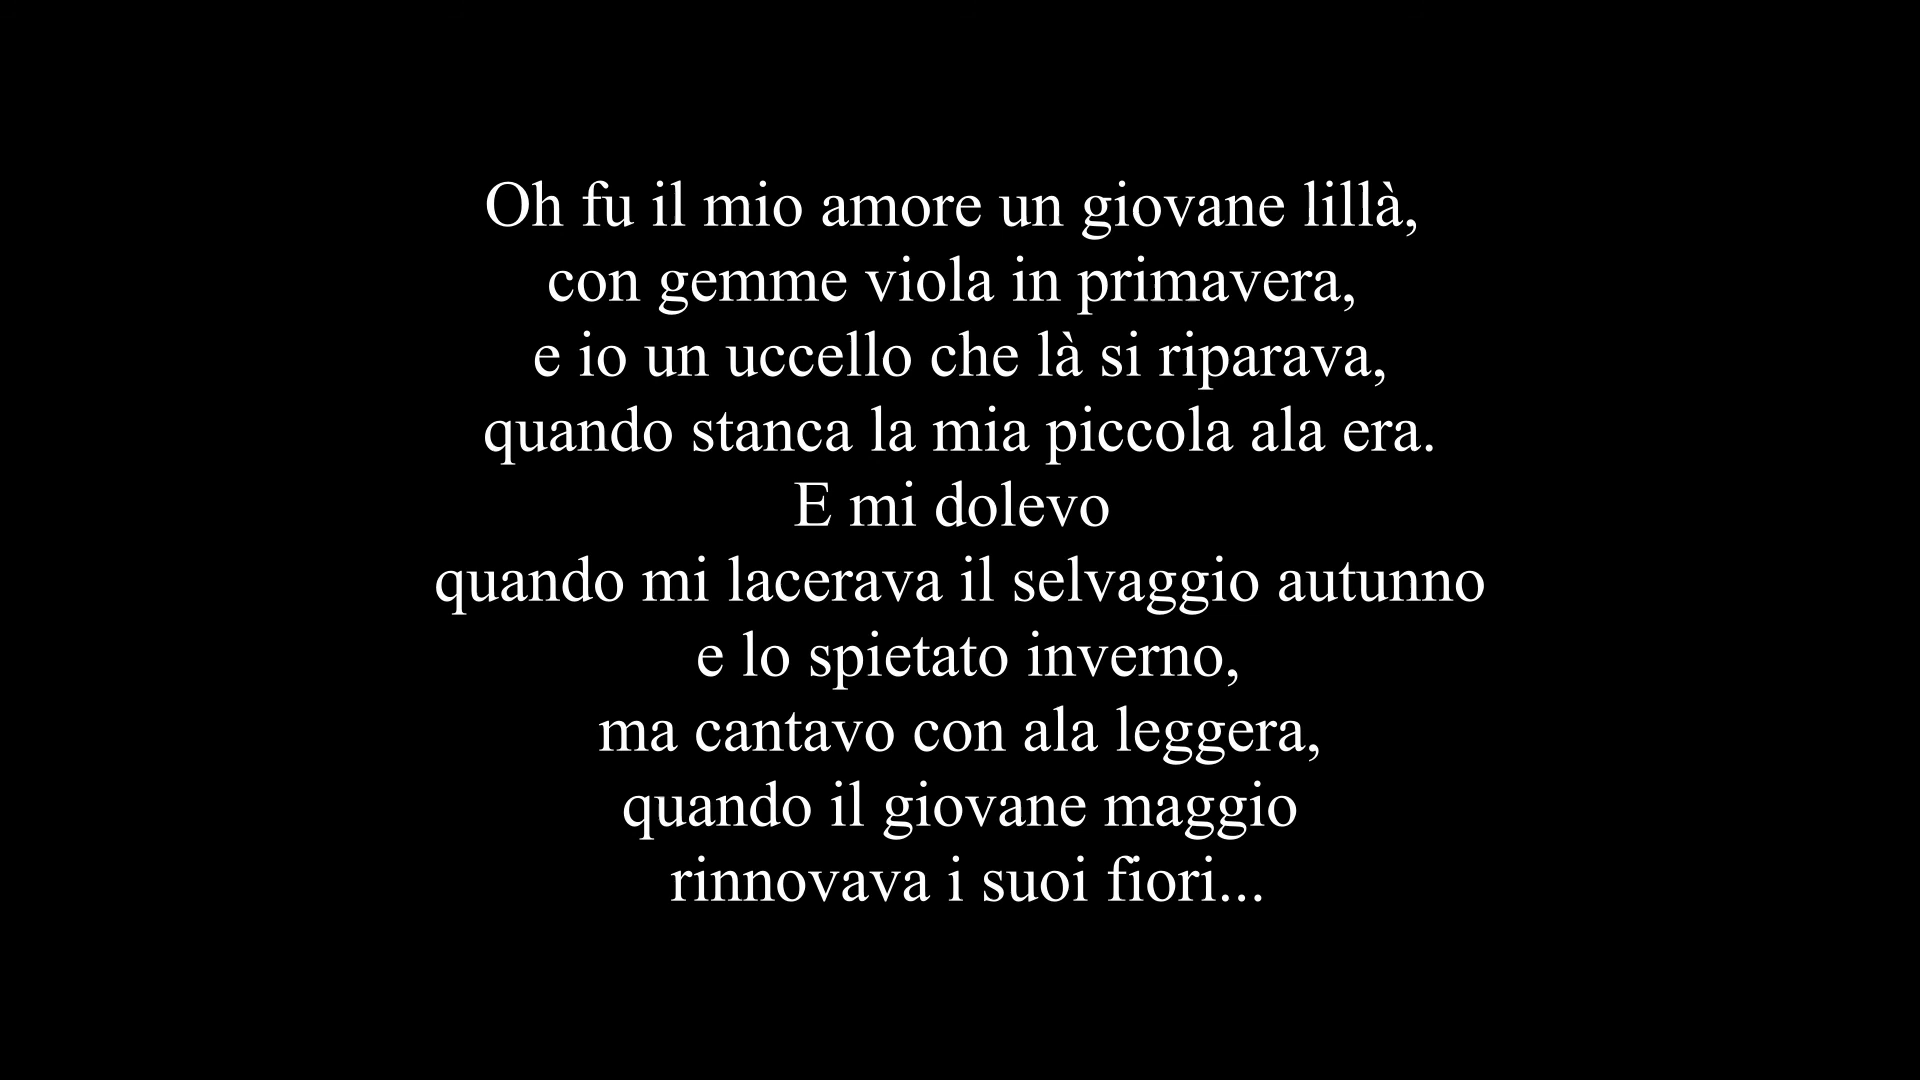 Oh fu il mio amore un giovane lillà,
con gemme viola in primavera,
e io un uccello che là si riparava,
quando stanca la mia piccola ala era.
E mi dolevo
quando mi lacerava il selvaggio autunno
e lo spietato inverno,
ma cantavo con ala leggera,
quando il giovane maggio
rinnovava i suoi fiori...